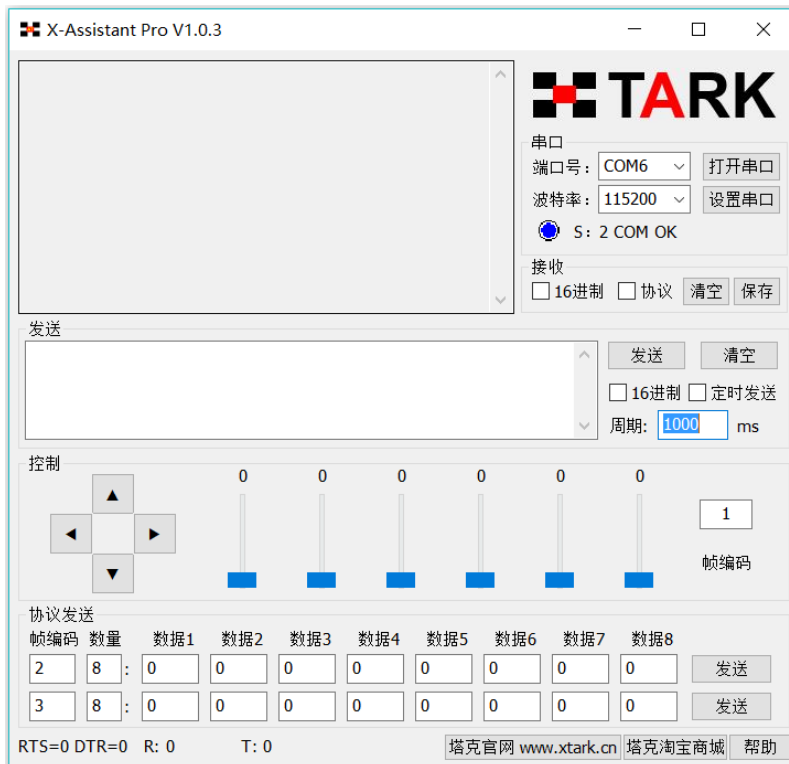 X-Assistant Pro V1.0.3
TARK
串口
端口号： COM6 打开串口
波特率： 115200 设置串口
S： 2 COM OK
接收
16进制 协议 清空 保存
发送
发送 清空
16进制 定时发送
周期: 1000 ms
控制
0 0 0 0 0 0
▲
◄ ►
▼
1
帧编码
协议发送
帧编码 数量 数据1 数据2 数据3 数据4 数据5 数据6 数据7 数据8
2 8 : 0 0 0 0 0 0 0 0 发送
3 8 : 0 0 0 0 0 0 0 0 发送
RTS=0 DTR=0 R: 0 T: 0 塔克官网 www.xtark.cn 塔克淘宝商城 帮助